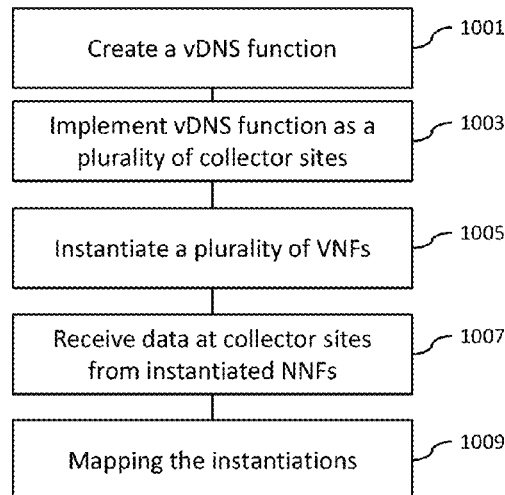 Create a vDNS function
1001
Implement vDNS function as a
plurality of collector sites
1003
Instantiate a plurality of VNFs
1005
Receive data at collector sites
from instantiated NNFs
1007
Mapping the instantiations
1009